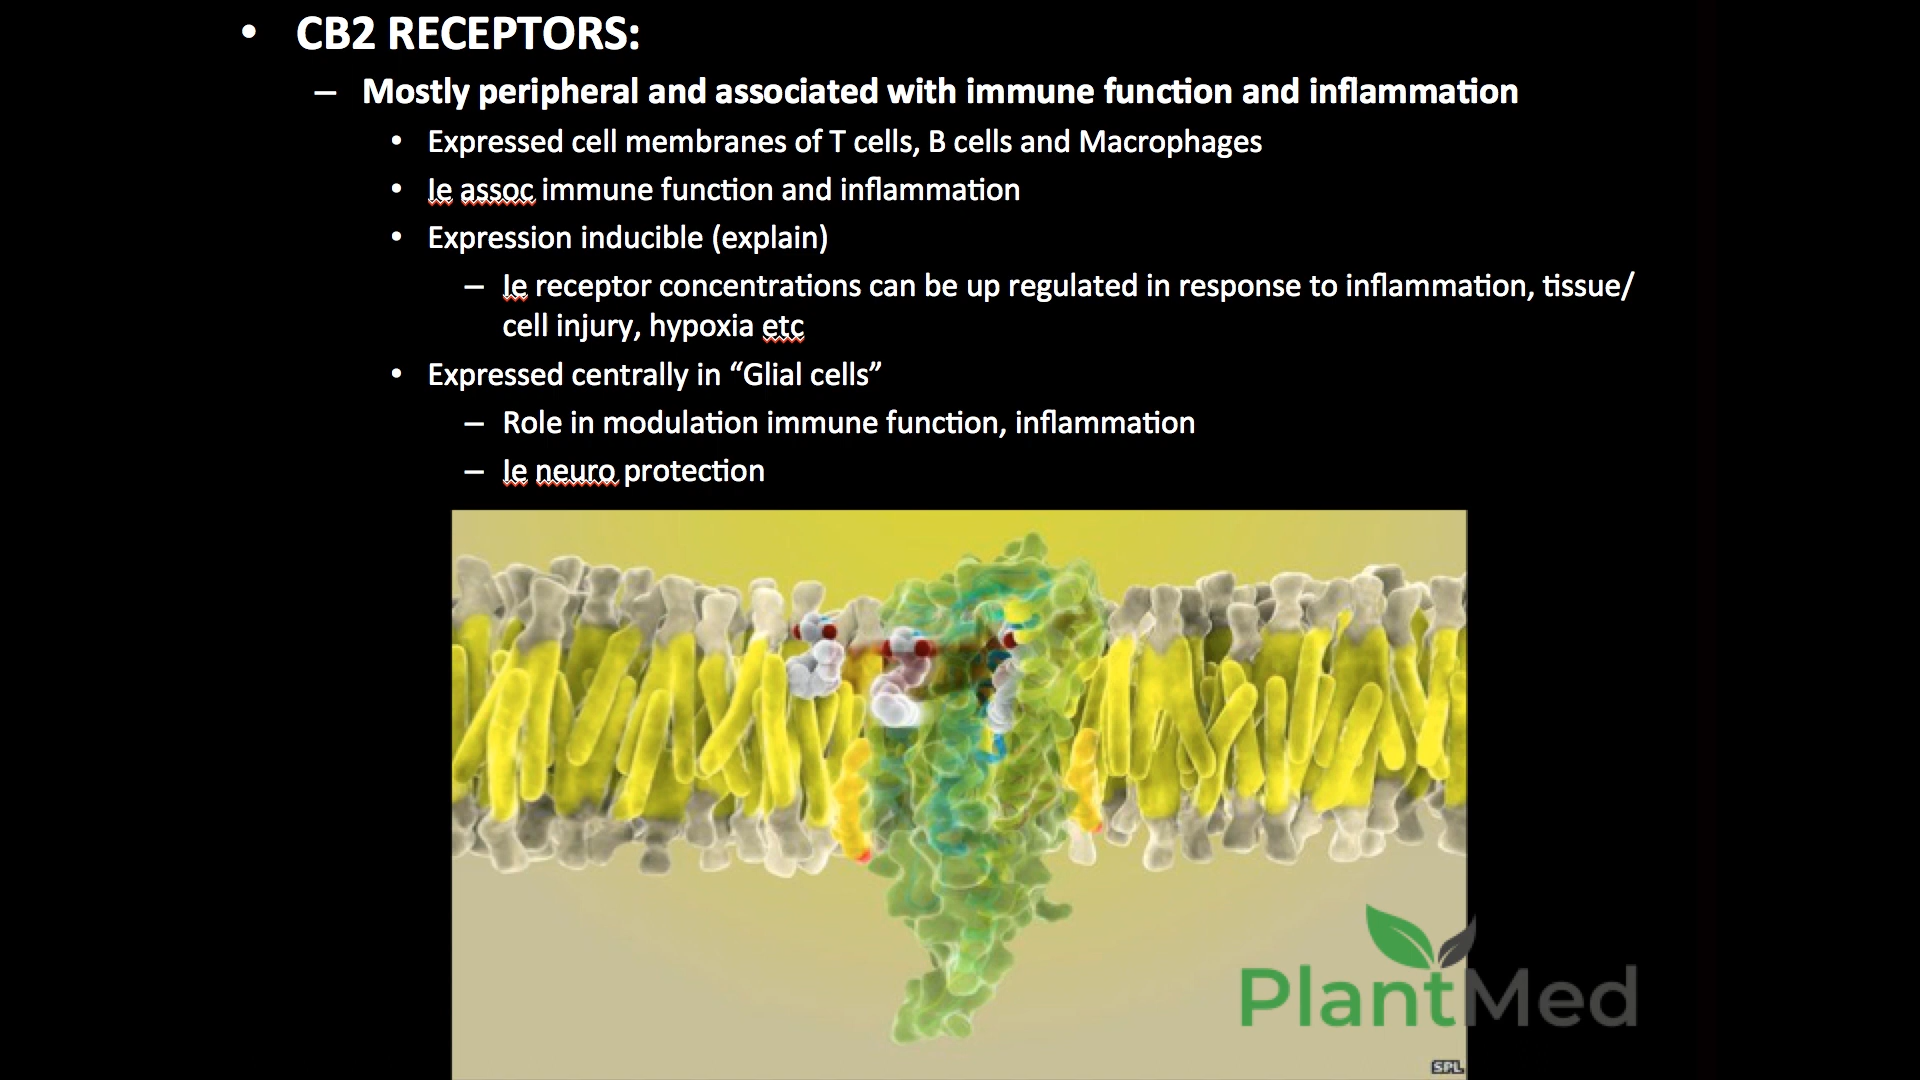 • CB2 RECEPTORS:
– Mostly peripheral and associated with immune function and inflammation
• Expressed cell membranes of T cells, B cells and Macrophages
• Ie assoc immune function and inflammation
• Expression inducible (explain)
– Ie receptor concentrations can be up regulated in response to inflammation, tissue/
cell injury, hypoxia etc
• Expressed centrally in “Glial cells”
– Role in modulation immune function, inflammation
– Ie neuro protection
PlantMed
SPL